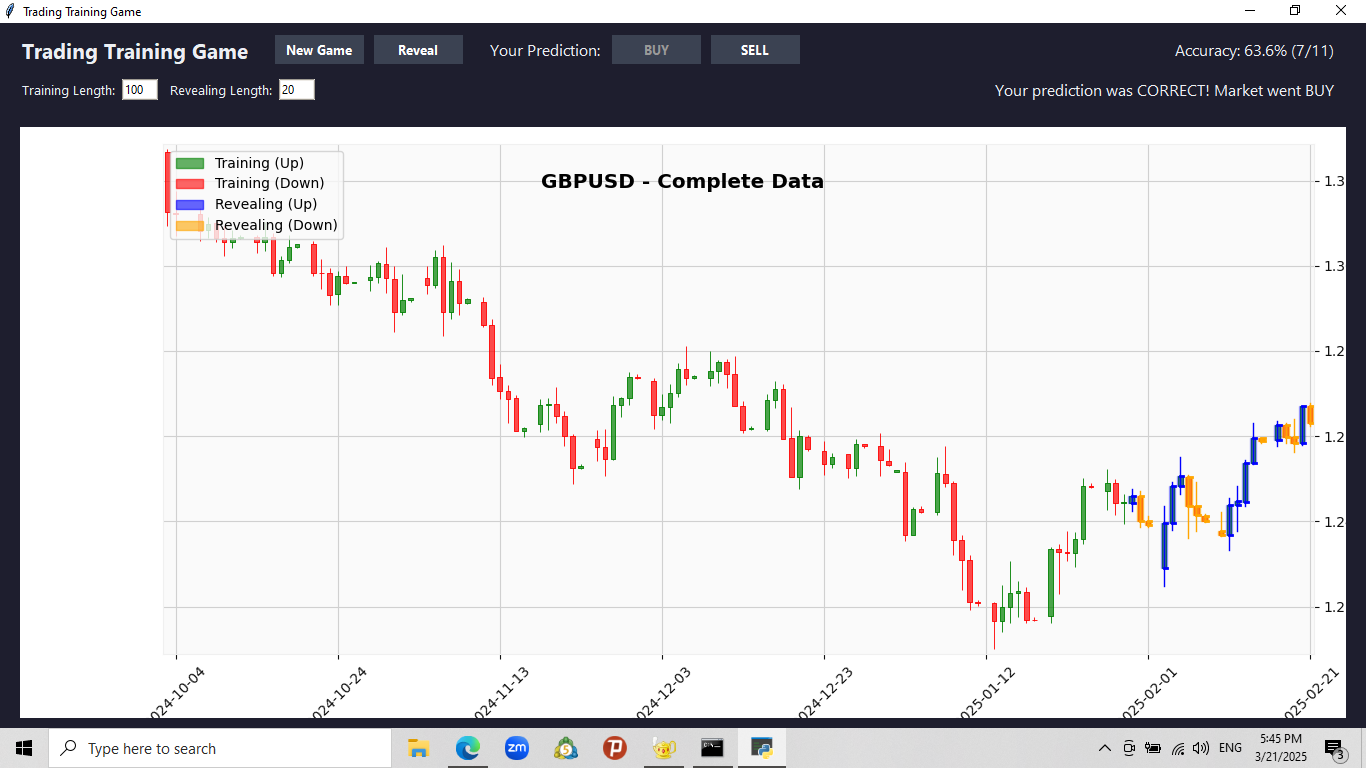 Trading Training Game
Trading Training Game New Game Reveal Your Prediction: BUY SELL Accuracy: 63.6% (7/11)
Training Length: 100 Revealing Length: 20 Your prediction was CORRECT! Market went BUY
GBPUSD - Complete Data
Training (Up)
Training (Down)
Revealing (Up)
Revealing (Down)
1.3
1.3
1.2
1.2
1.2
1.2
024-10-04 024-10-24 024-11-13 024-12-03 024-12-23 025-01-12 025-02-01 025-02-21
Type here to search zm 5 P ENG 5:45 PM
3/21/2025 3